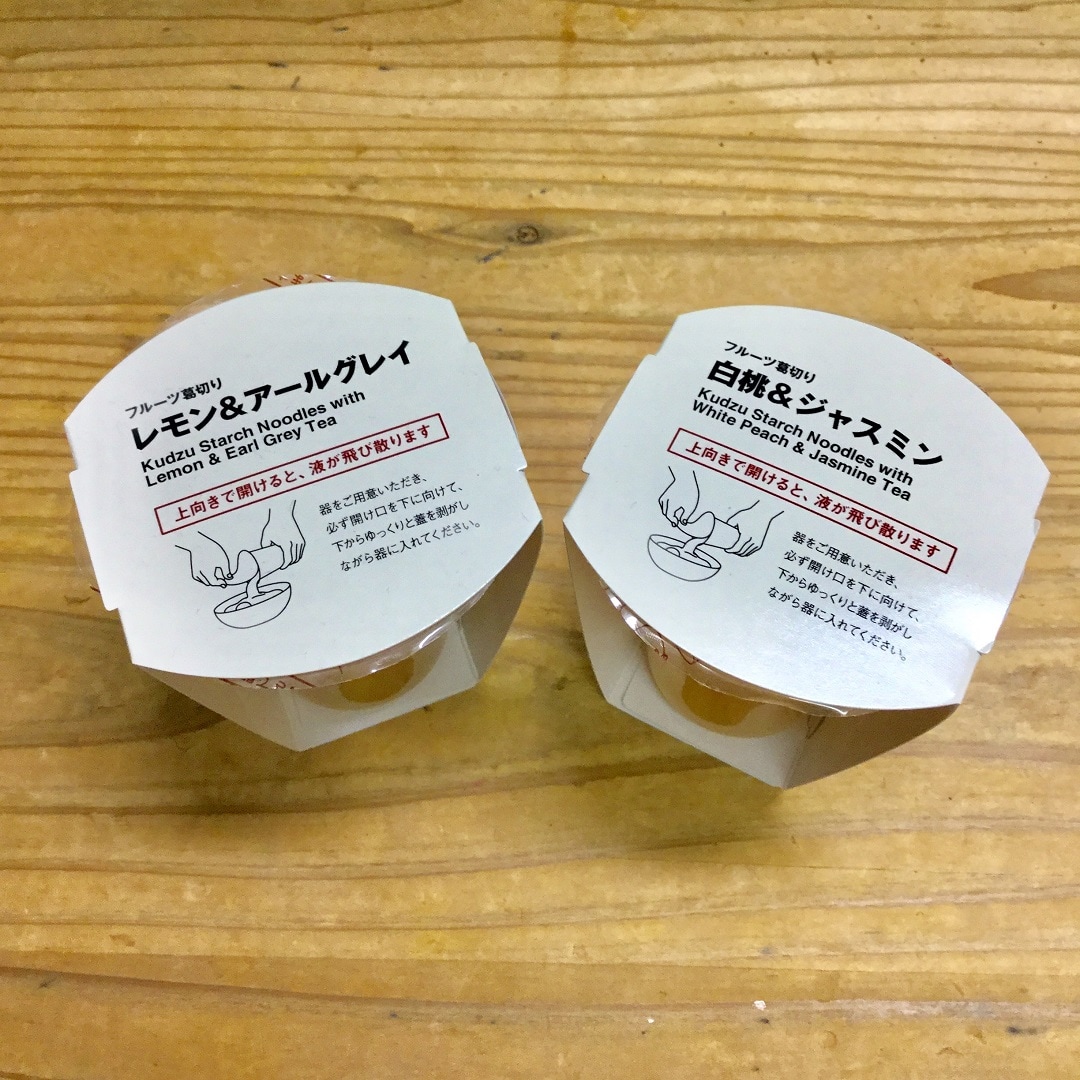 フルーツ葛切り
レモン&アールグレイ
Kudzu Starch Noodles with
Lemon & Earl Grey Tea
上向きで開けると、液が飛び散ります
器をご用意いただき、
必ず開け口を下に向けて、
下からゆっくりと蓋を剥がし
ながら器に入れてください。
フルーツ葛切り
白桃&ジャスミン
Kudzu Starch Noodles with
White Peach & Jasmine Tea
上向きで開けると、液が飛び散ります
器をご用意いただき、
必ず開け口を下に向けて、
下からゆっくりと蓋を剥がし
ながら器に入れてください。